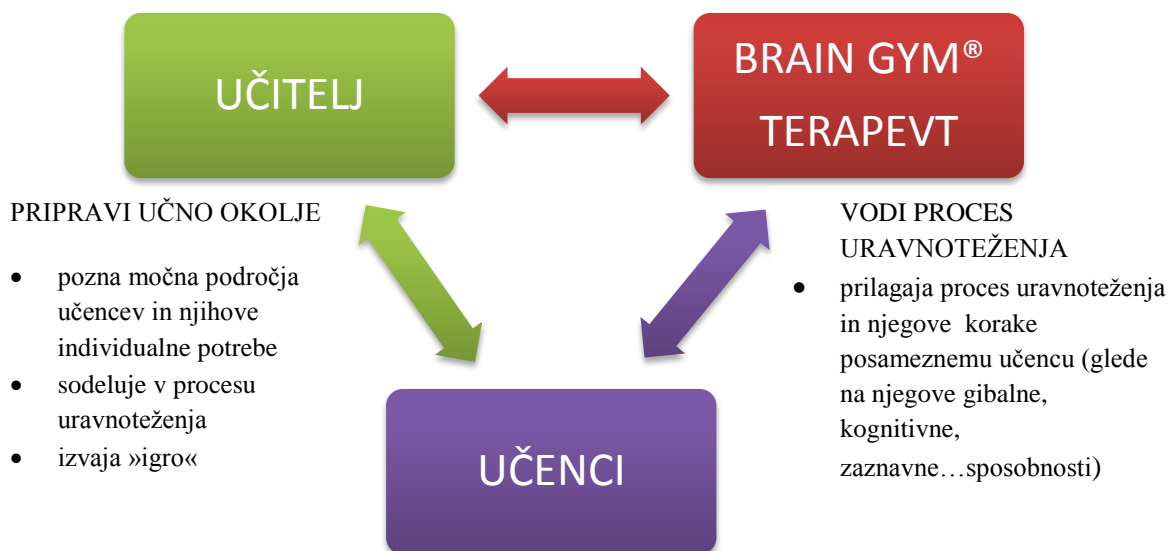 UČITELJ
BRAIN GYM®
TERAPEVT
PRIPRAVI UČNO OKOLJE
• pozna močna področja
učencev in njihove
individualne potrebe
• sodeluje v procesu
uravnoteženja
• izvaja »igro«
VODI PROCES
URAVNOTEŽENJA
• prilagaja proces uravnoteženja
in njegove korake
posameznemu učencu (glede
na njegove gibalne,
kognitivne,
zaznavne…sposobnosti)
UČENCI